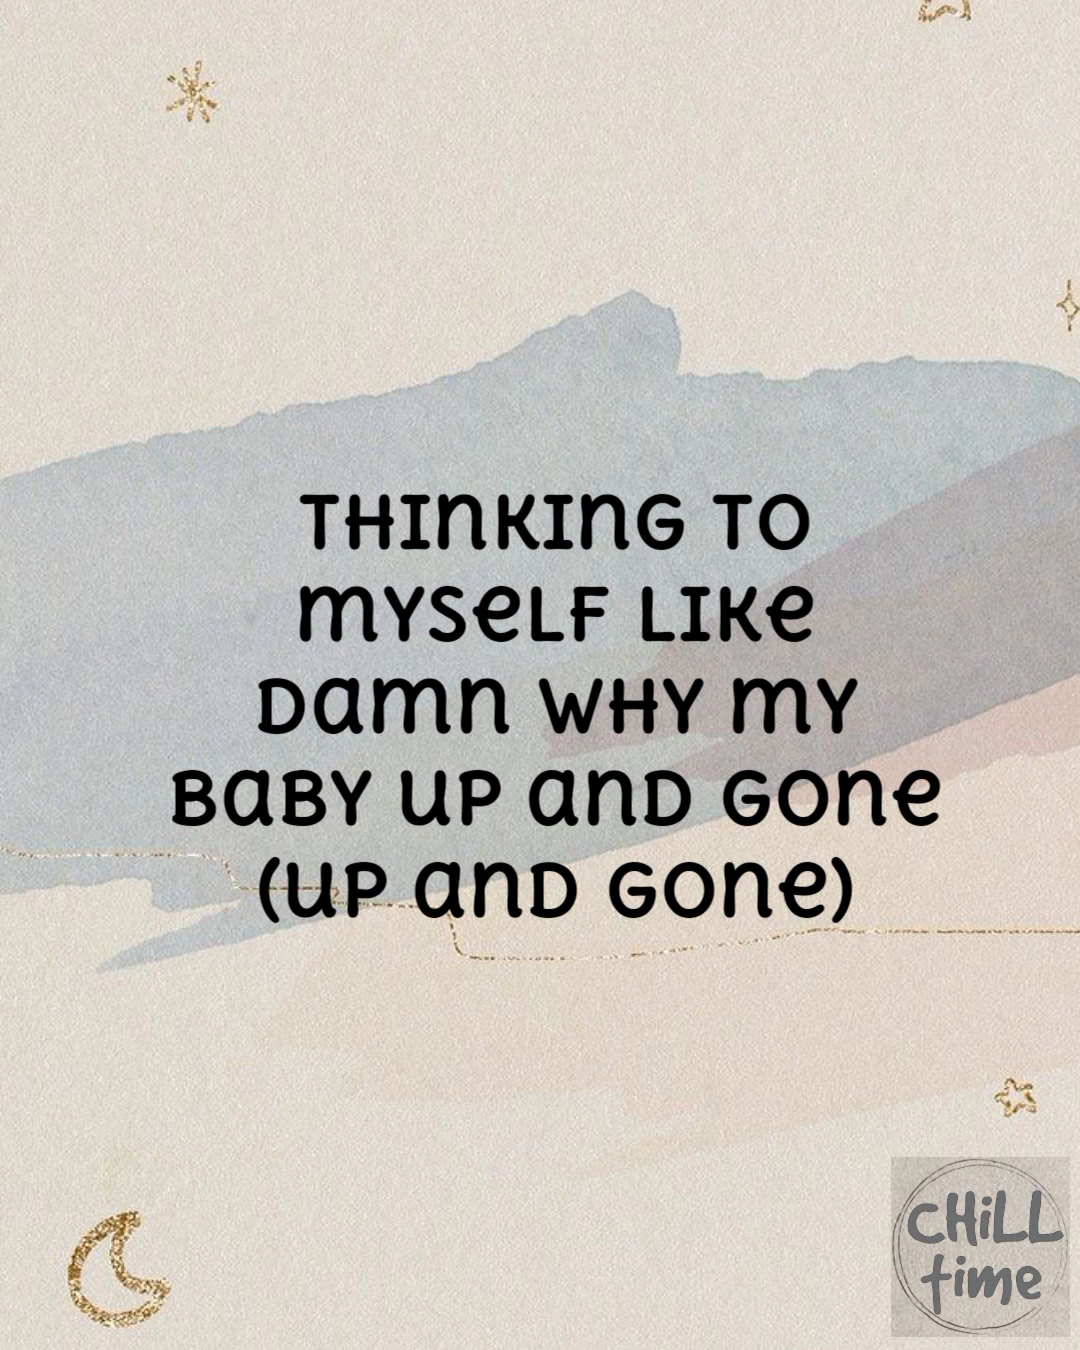 THINKING TO
MYSELF LIKE
DAMN WHY MY
BABY UP AND GONE
(UP AND GONE)
CHiLL
time